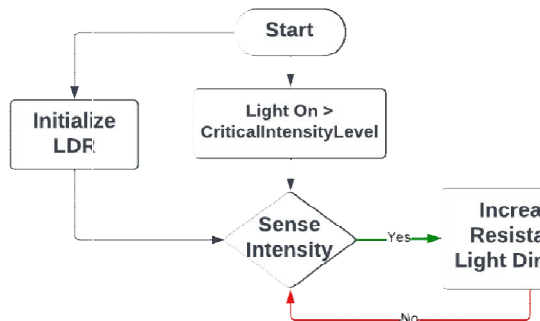 Start
Initialize
LDR
Light On >
CriticalIntensityLevel
Sense
Intensity
Yes
Increa
Resista
Light Dir
No